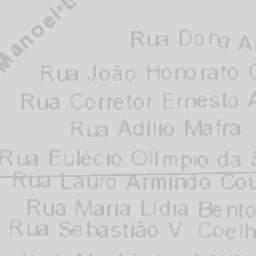 Manoel
Rua Dona
Rua João Honorato
Rua Corretor Ernesto
Rua Adílio Mafra
Rua Eulécio Olímpio da
Rua Lauro Armindo
Rua Maria Lídia Bento
Rua Sebastião V Coelh